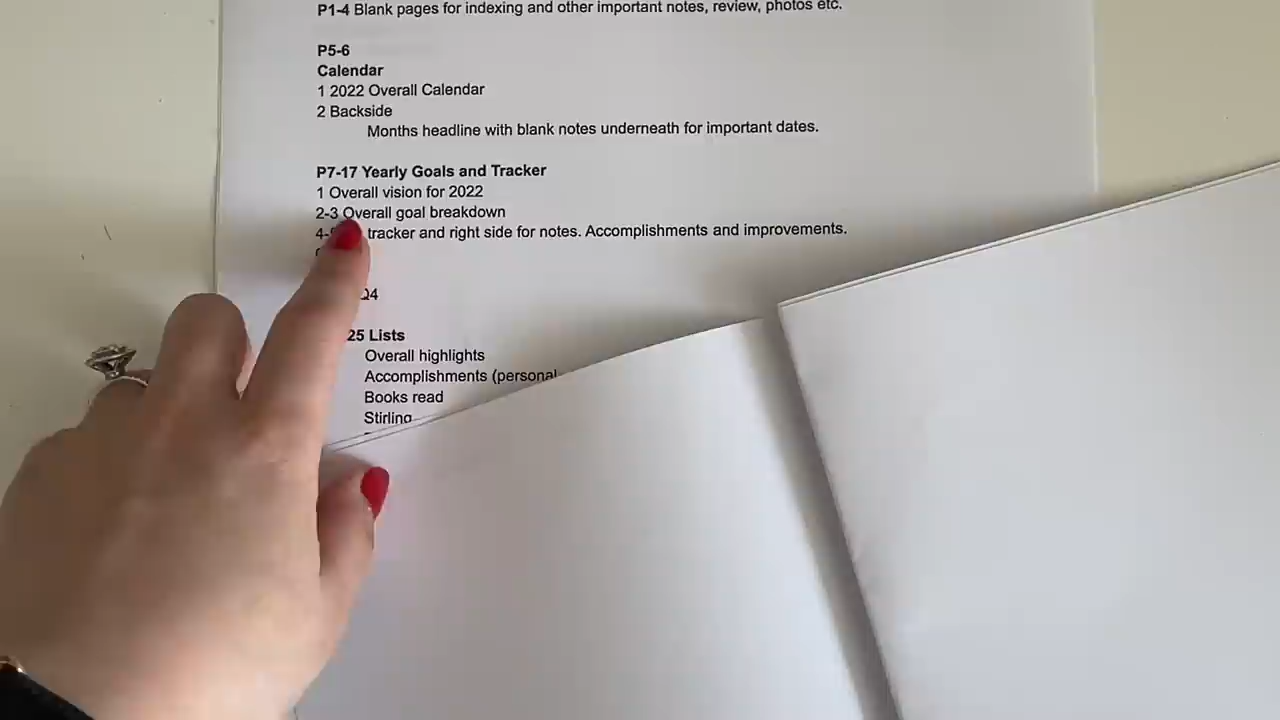 P1-4 Blank pages for indexing and other important notes, review, photos etc.
P5-6
Calendar
1 2022 Overall Calendar
2 Backside
Months headline with blank notes underneath for important dates.
P7-17 Yearly Goals and Tracker
1 Overall vision for 2022
2-3 Overall goal breakdown
tracker and right side for notes. Accomplishments and improvements.
Q4
25 Lists
Overall highlights
Accomplishments (personal
Books read